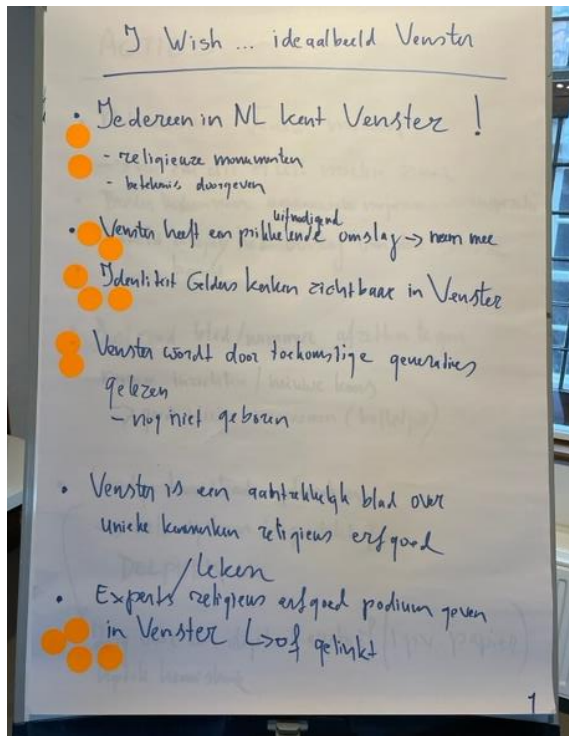 I Wish ... ideaalbeeld Venster
• Iedereen in NL kent Venster !
- religieuze monumenten
- betekenis doorgeven
uitnodigend
• Venster heeft een prikkelende omslag → neem mee
• Identiteit Gelders kerken zichtbaar in Venster
• Venster wordt door toekomstige generaties
gelezen
- nog niet geboren
• Venster is een aantrekkelijk blad over
unieke kenmerken religieus erfgoed
/leken
• Experts religieus erfgoed podium geven
in Venster ↳ of gelinkt
1